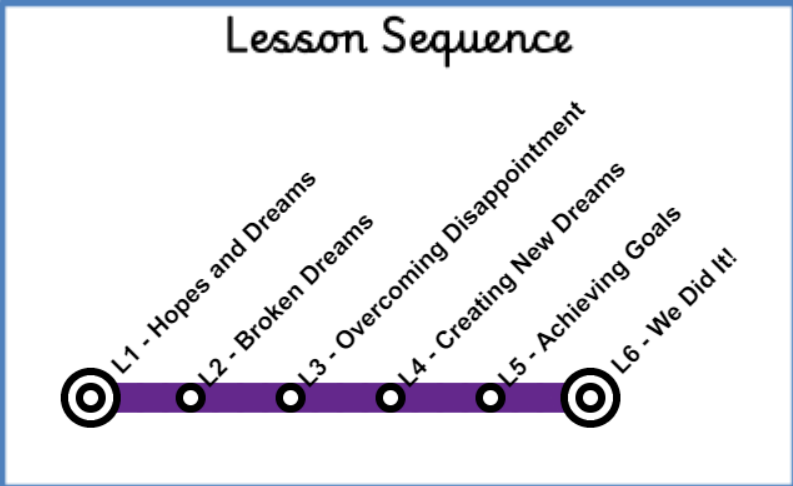 Lesson Sequence
L1 - Hopes and Dreams
L2 - Broken Dreams
L3 - Overcoming Disappointment
L4 - Creating New Dreams
L5 - Achieving Goals
L6 - We Did It!